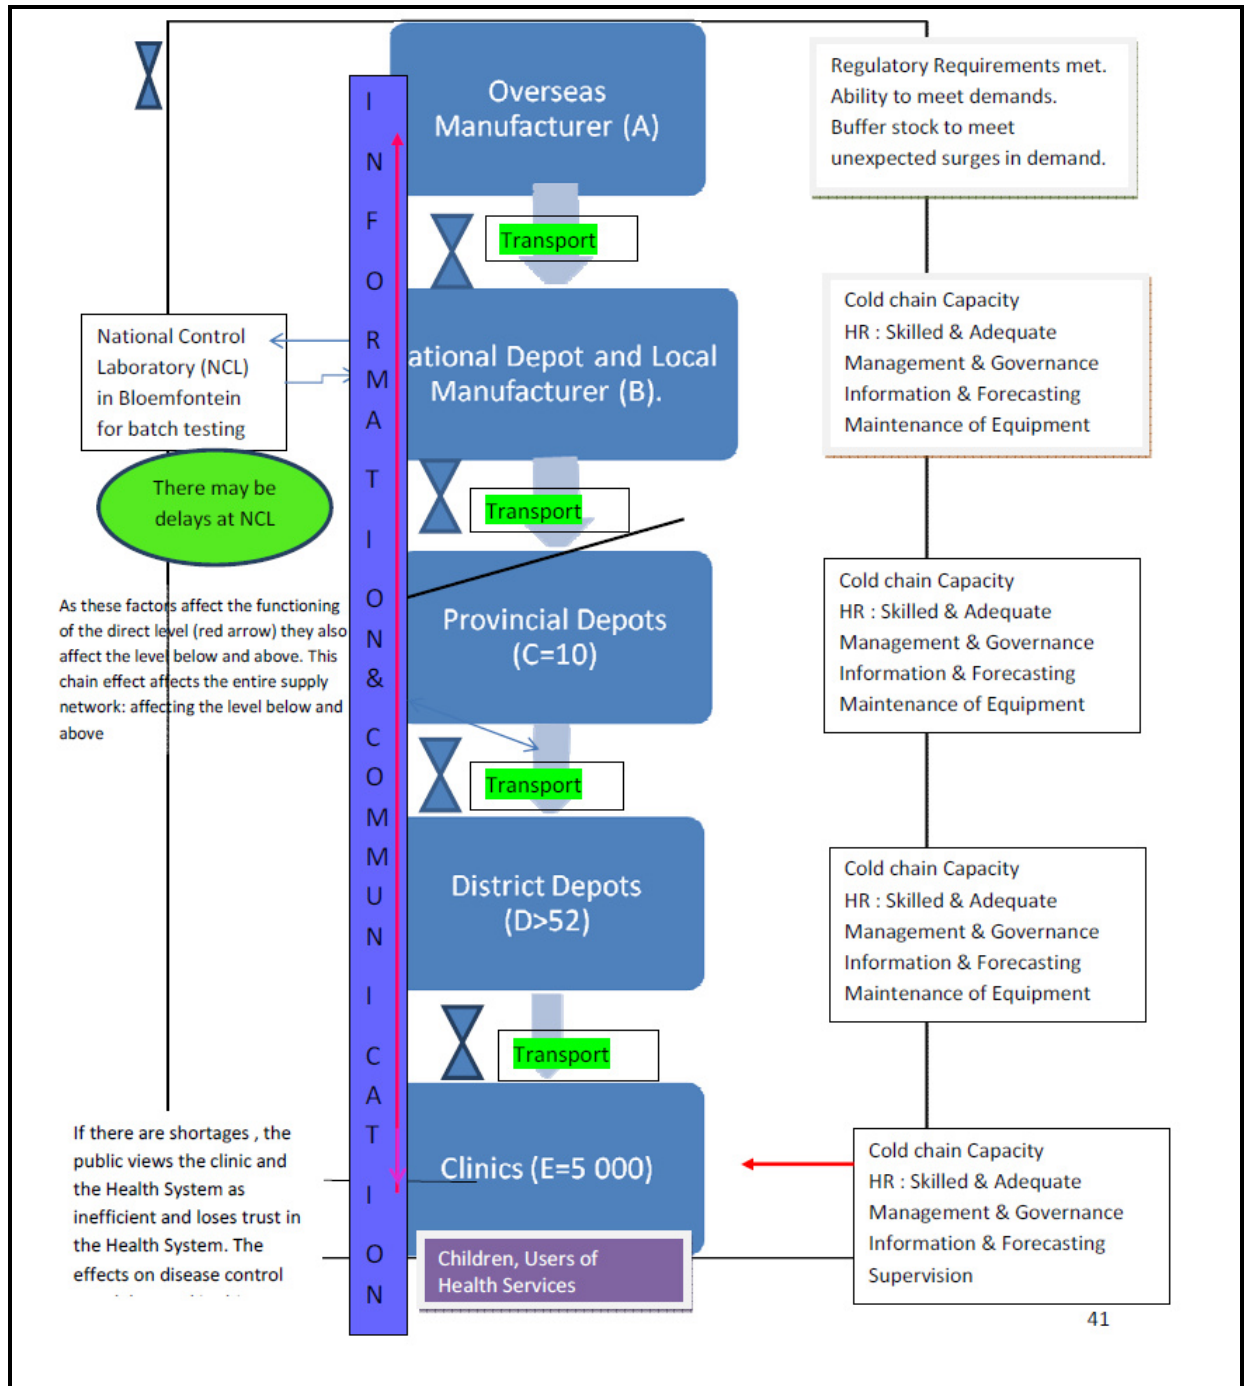 Overseas
Manufacturer (A)
Regulatory Requirements met.
Ability to meet demands.
Buffer stock to meet
unexpected surges in demand.
Transport
National Control
Laboratory (NCL)
in Bloemfontein
for batch testing
ational Depot and Local
Manufacturer (B).
Cold chain Capacity
HR : Skilled & Adequate
Management & Governance
Information & Forecasting
Maintenance of Equipment
There may be
delays at NCL
Transport
As these factors affect the functioning
of the direct level (red arrow) they also
affect the level below and above. This
chain effect affects the entire supply
network: affecting the level below and
above
Provincial Depots
(C=10)
Cold chain Capacity
HR : Skilled & Adequate
Management & Governance
Information & Forecasting
Maintenance of Equipment
Transport
District Depots
(D>52)
Cold chain Capacity
HR : Skilled & Adequate
Management & Governance
Information & Forecasting
Maintenance of Equipment
Transport
If there are shortages , the
public views the clinic and
the Health System as
inefficient and loses trust in
the Health System. The
effects on disease control
Clinics (E=5 000)
Children, Users of
Health Services
Cold chain Capacity
HR : Skilled & Adequate
Management & Governance
Information & Forecasting
Supervision
INFORMATION & COMMUNICATION
41